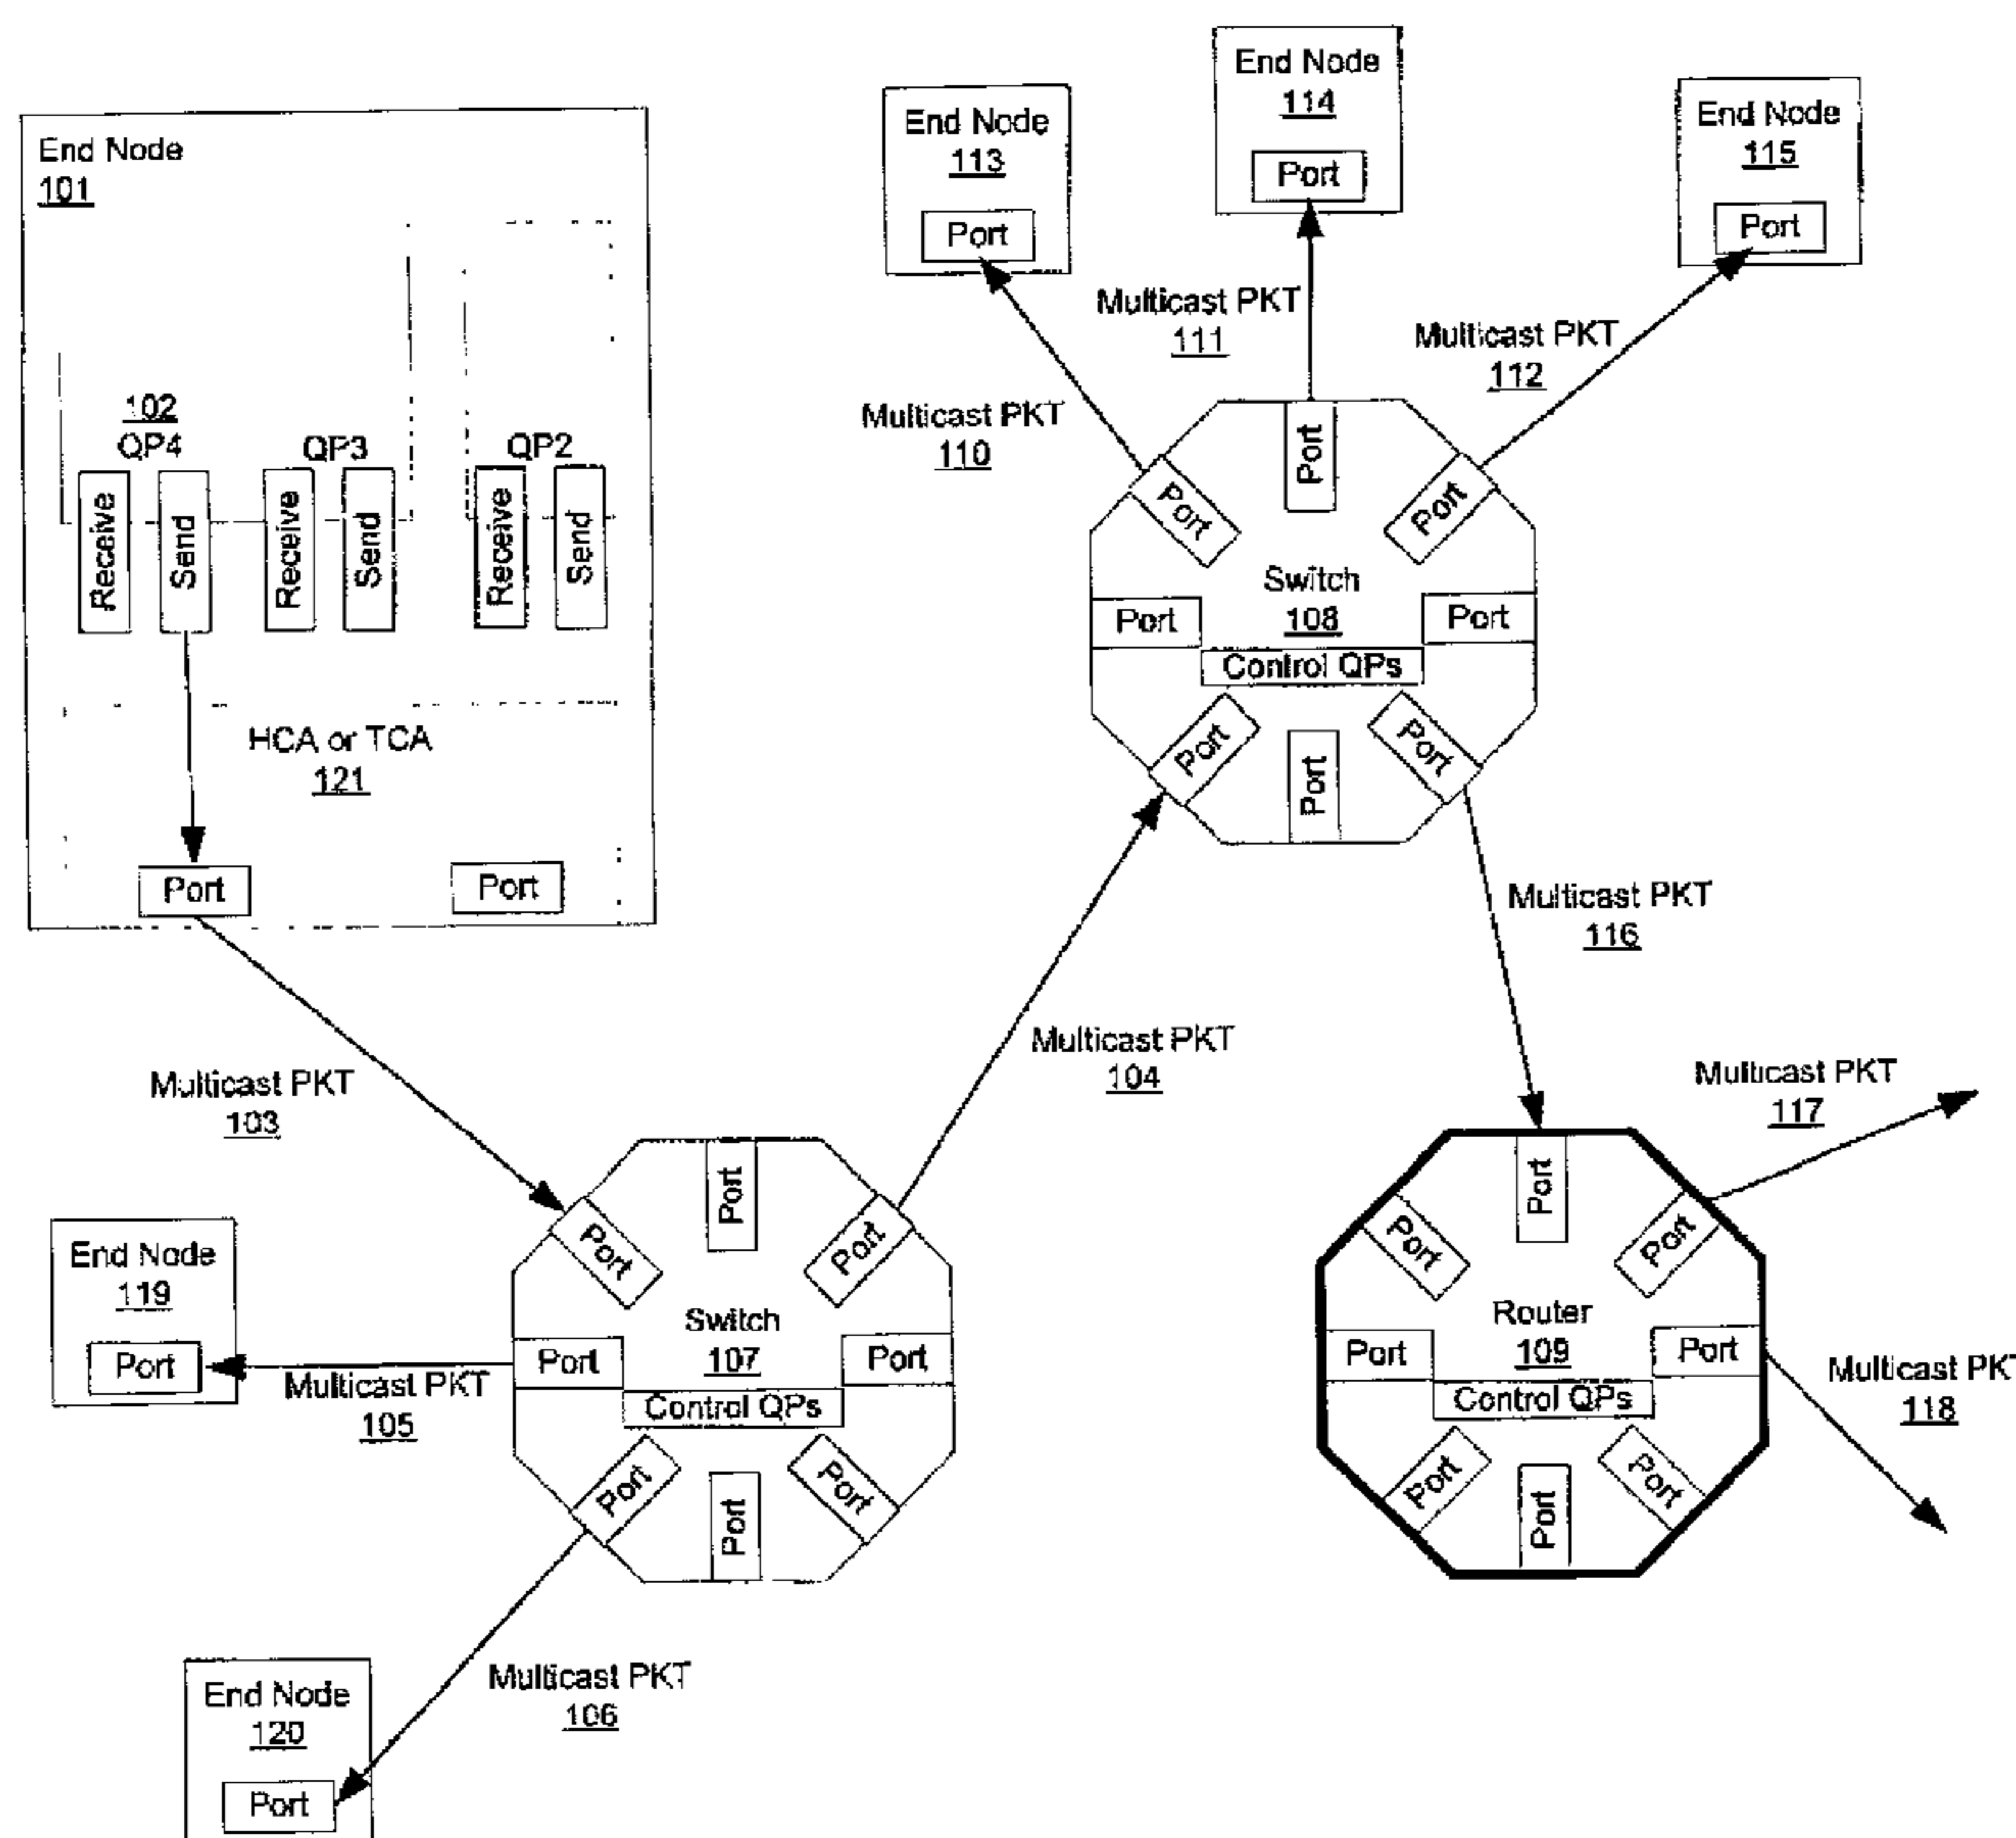 End Node
101
102
QP4
QP3
QP2
Receive
Send
Receive
Send
Receive
Send
HCA or TCA
121
Port
Port
End Node
113
Port
End Node
114
Port
End Node
115
Port
Multicast PKT
110
Multicast PKT
111
Multicast PKT
112
Port
Port
Port
Switch
108
Port
Port
Control QPs
Port
Port
Port
Multicast PKT
103
Multicast PKT
104
Multicast PKT
116
Multicast PKT
117
Port
Port
Port
Switch
107
Port
Port
Control QPs
Port
Port
Port
End Node
119
Port
Multicast PKT
105
Port
Port
Port
Router
109
Port
Port
Control QPs
Port
Port
Port
Multicast PKT
118
Multicast PKT
106
End Node
120
Port